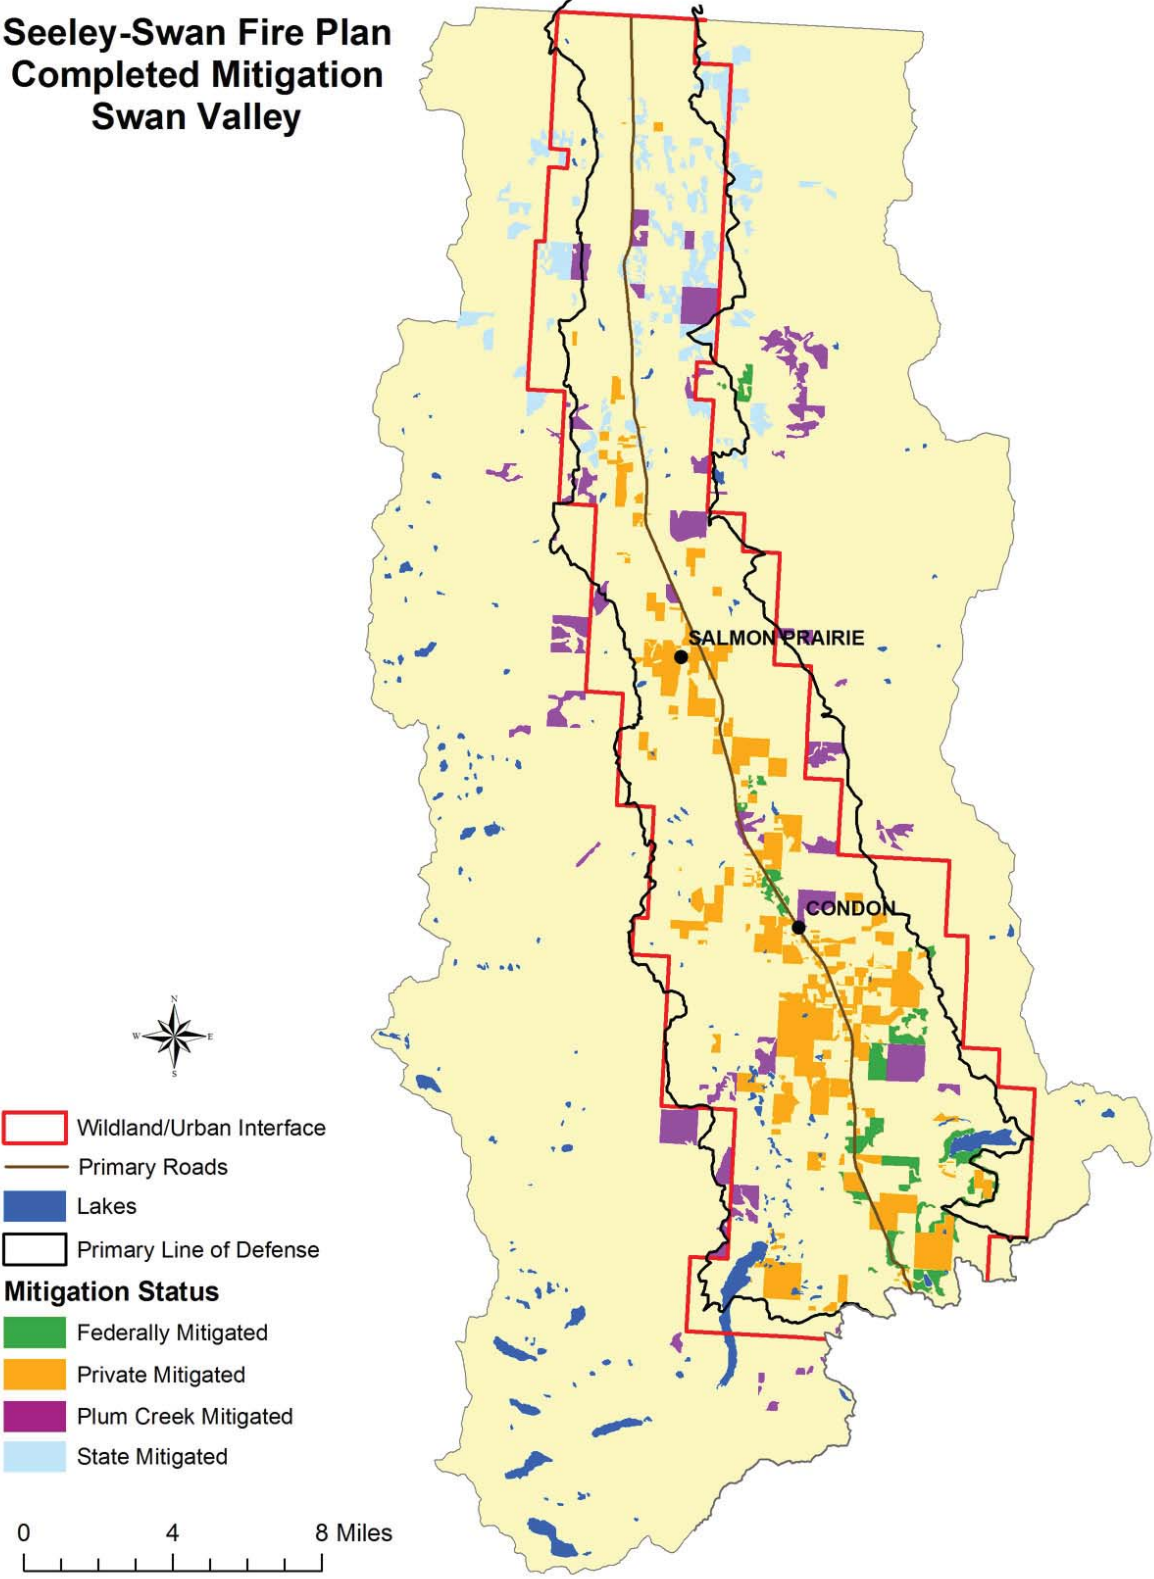 Seeley-Swan Fire Plan
Completed Mitigation
Swan Valley
SALMON PRAIRIE
CONDON
N
W E
S
Wildland/Urban Interface
Primary Roads
Lakes
Primary Line of Defense
Mitigation Status
Federally Mitigated
Private Mitigated
Plum Creek Mitigated
State Mitigated
0 4 8 Miles